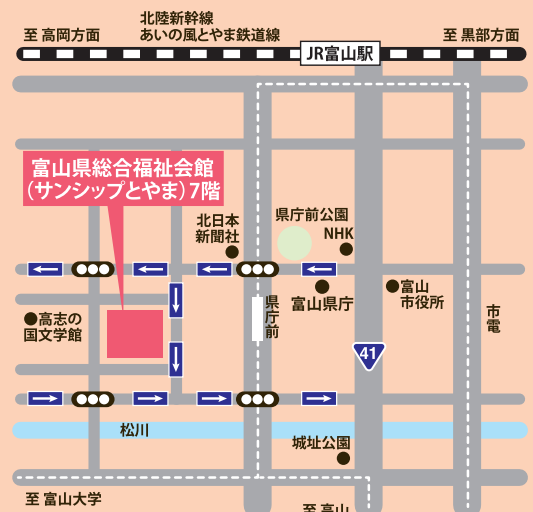 北陸新幹線
至 高岡方面
あいの風とやま鉄道線
至 黒部方面
JR富山駅
富山県総合福祉会館
(サンシップとやま)7階
北日本
新聞社
県庁前公園
NHK
富山県庁
富山
市役所
県庁前
市電
高志の
国文学館
41
松川
城址公園
至 富山大学
至 高山